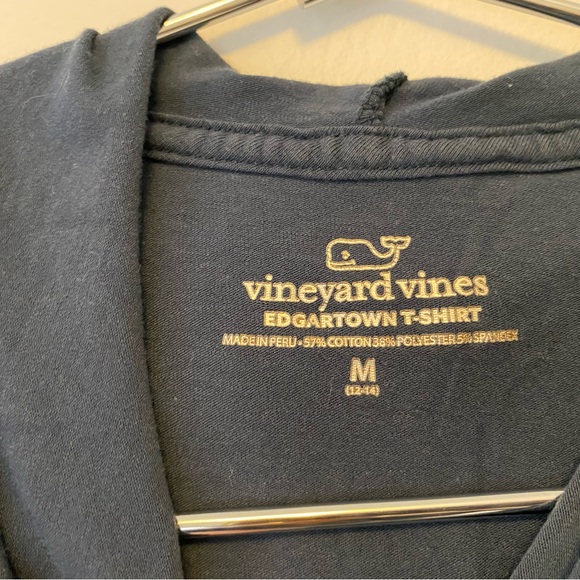 vineyard vines
EDGARTOWN T-SHIRT
MADE IN PERU • 57% COTTON 38% POLYESTER 5% SPANDEX
M
(12-14)